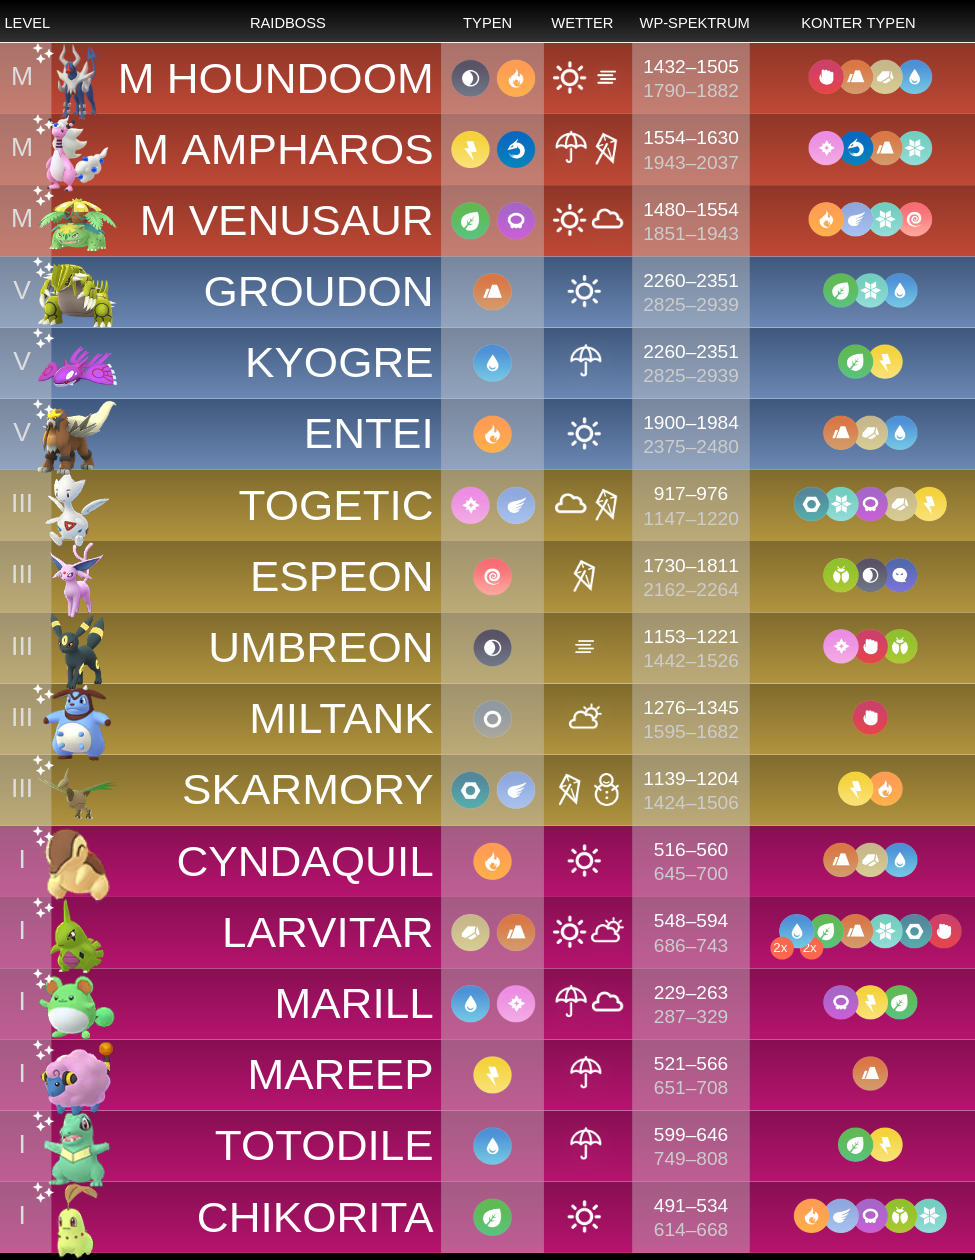 LEVEL RAIDBOSS TYPEN WETTER WP-SPEKTRUM KONTER TYPEN
M M HOUNDOOM 1432–1505
1790–1882
M M AMPHAROS 1554–1630
1943–2037
M M VENUSAUR 1480–1554
1851–1943
V GROUDON 2260–2351
2825–2939
V KYOGRE 2260–2351
2825–2939
V ENTEI 1900–1984
2375–2480
III TOGETIC 917–976
1147–1220
III ESPEON 1730–1811
2162–2264
III UMBREON 1153–1221
1442–1526
III MILTANK 1276–1345
1595–1682
III SKARMORY 1139–1204
1424–1506
I CYNDAQUIL 516–560
645–700
I LARVITAR 548–594
686–743 2x 2x
I MARILL 229–263
287–329
I MAREEP 521–566
651–708
I TOTODILE 599–646
749–808
I CHIKORITA 491–534
614–668